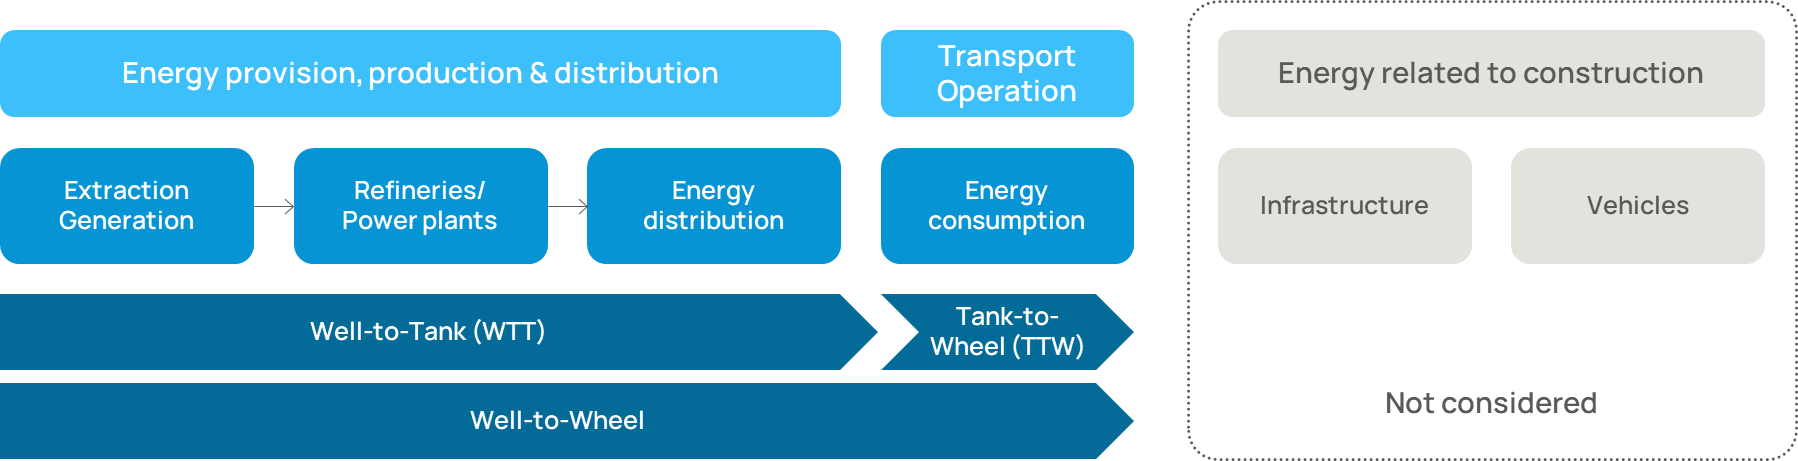 Energy provision, production & distribution
Transport
Operation
Energy related to construction
Extraction
Generation
Refineries/
Power plants
Energy
distribution
Energy
consumption
Infrastructure
Vehicles
Well-to-Tank (WTT)
Tank-to-
Wheel (TTW)
Well-to-Wheel
Not considered